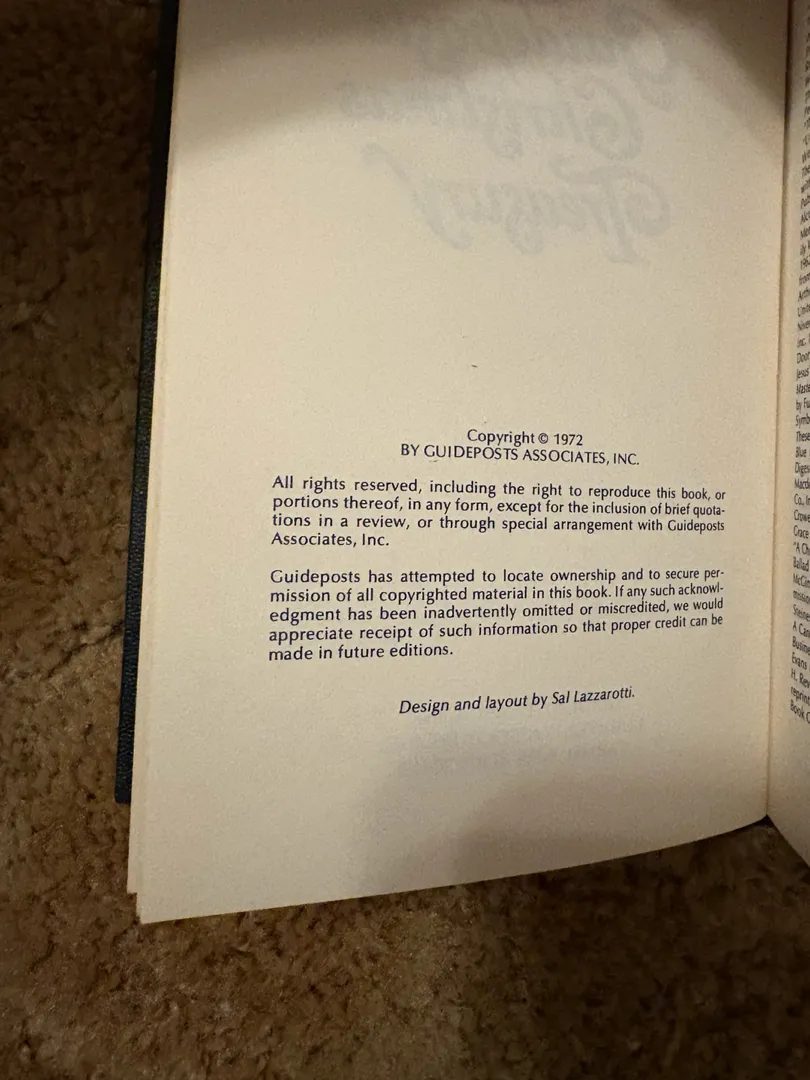 Copyright © 1972
BY GUIDEPOSTS ASSOCIATES, INC.
All rights reserved, including the right to reproduce this book, or
portions thereof, in any form, except for the inclusion of brief quota-
tions in a review, or through special arrangement with Guideposts
Associates, Inc.
Guideposts has attempted to locate ownership and to secure per-
mission of all copyrighted material in this book. If any such acknowl-
edgment has been inadvertently omitted or miscredited, we would
appreciate receipt of such information so that proper credit can be
made in future editions.
Design and layout by Sal Lazzarotti.